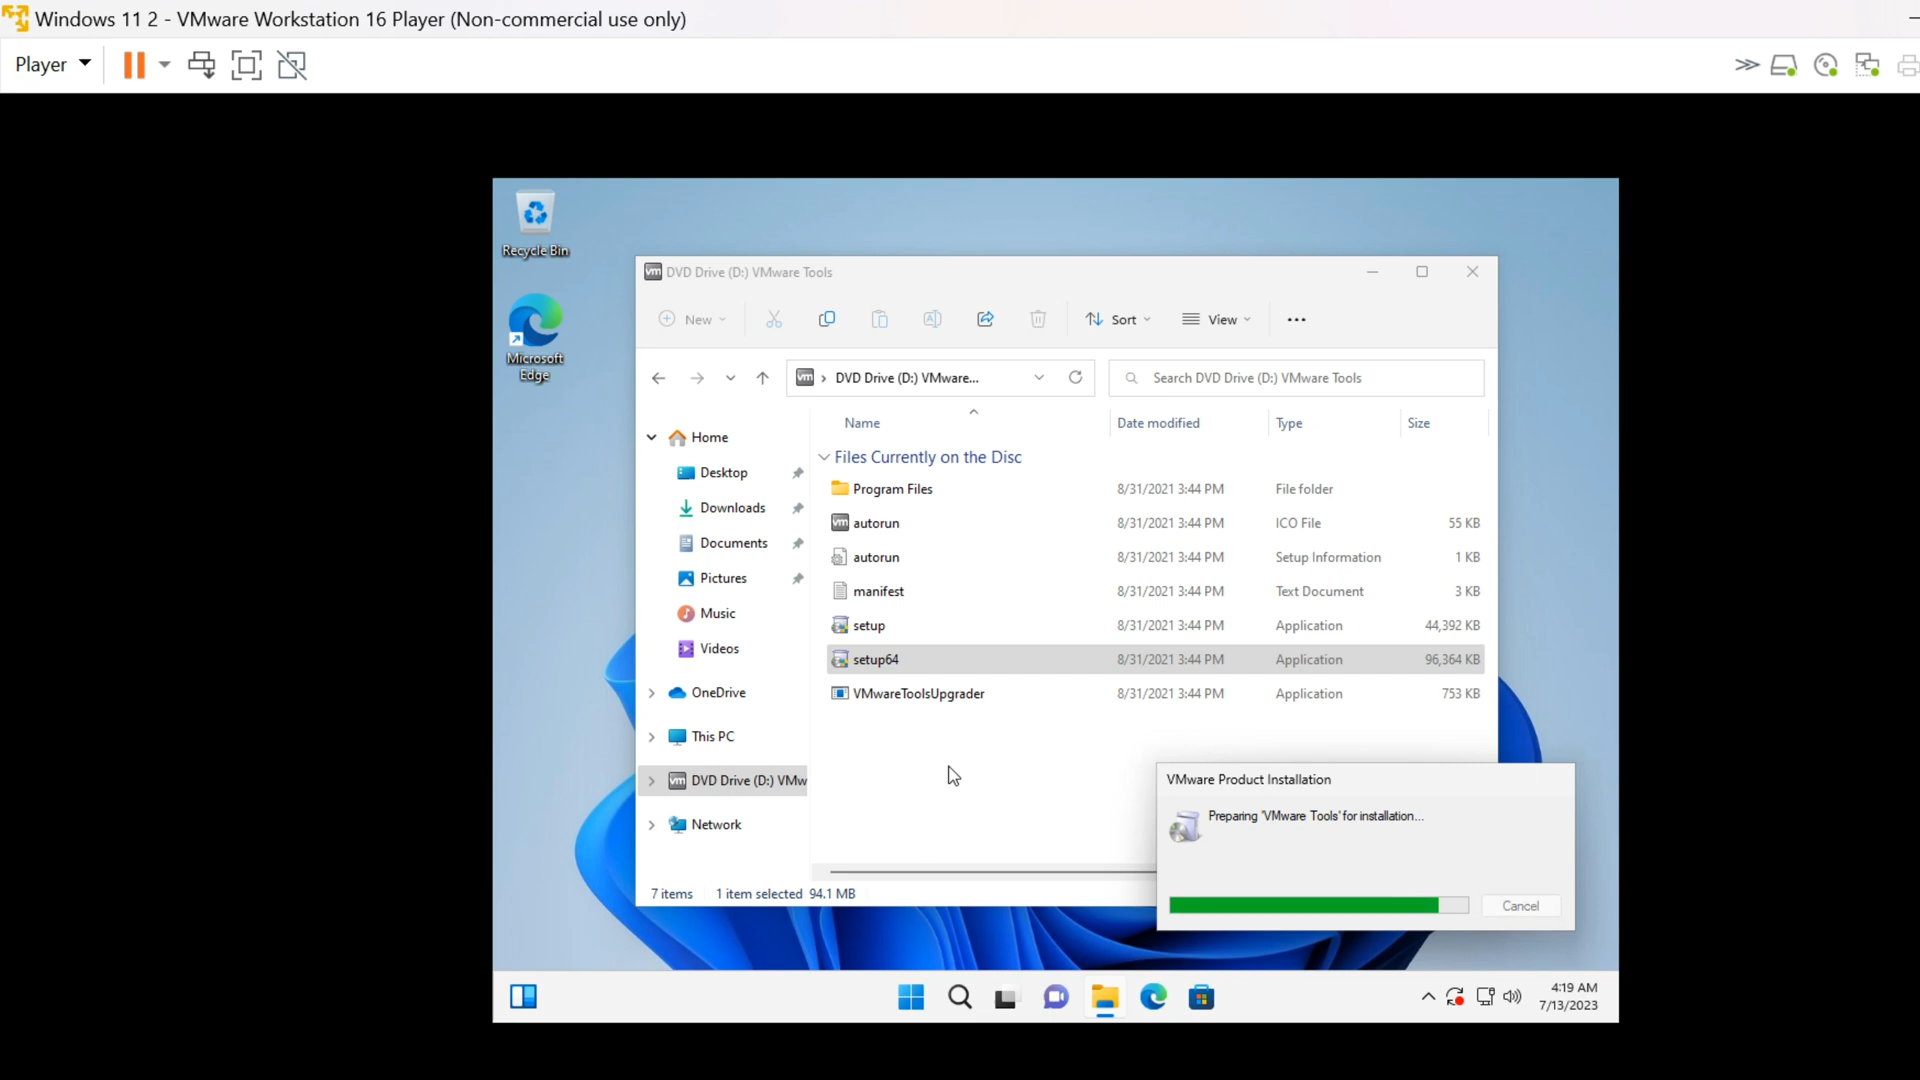 Windows 11 2 - VMware Workstation 16 Player (Non-commercial use only)
Player
Recycle Bin
Microsoft
Edge
vm DVD Drive (D:) VMware Tools
New
Sort
View
vm DVD Drive (D:) VMware...
Search DVD Drive (D:) VMware Tools
Name Date modified Type Size
Home
Desktop
Downloads
Documents
Pictures
Music
Videos
OneDrive
This PC
vm DVD Drive (D:) VMw
Network
Files Currently on the Disc
Program Files 8/31/2021 3:44 PM File folder
vm autorun 8/31/2021 3:44 PM ICO File 55 KB
autorun 8/31/2021 3:44 PM Setup Information 1 KB
manifest 8/31/2021 3:44 PM Text Document 3 KB
setup 8/31/2021 3:44 PM Application 44,392 KB
setup64 8/31/2021 3:44 PM Application 96,364 KB
VMwareToolsUpgrader 8/31/2021 3:44 PM Application 753 KB
7 items 1 item selected 94.1 MB
VMware Product Installation
Preparing 'VMware Tools' for installation...
Cancel
4:19 AM
7/13/2023